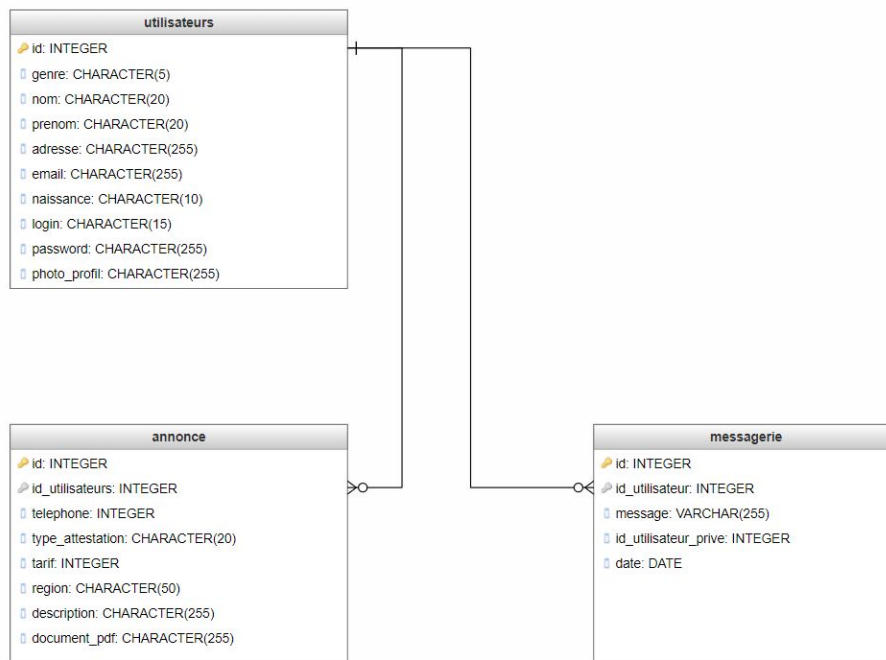 utilisateurs
id: INTEGER
genre: CHARACTER(5)
nom: CHARACTER(20)
prenom: CHARACTER(20)
adresse: CHARACTER(255)
email: CHARACTER(255)
naissance: CHARACTER(10)
login: CHARACTER(15)
password: CHARACTER(255)
photo_profil: CHARACTER(255)
annonce
id: INTEGER
id_utilisateurs: INTEGER
telephone: INTEGER
type_attestation: CHARACTER(20)
tarif: INTEGER
region: CHARACTER(50)
description: CHARACTER(255)
document_pdf: CHARACTER(255)
messagerie
id: INTEGER
id_utilisateur: INTEGER
message: VARCHAR(255)
id_utilisateur_prive: INTEGER
date: DATE